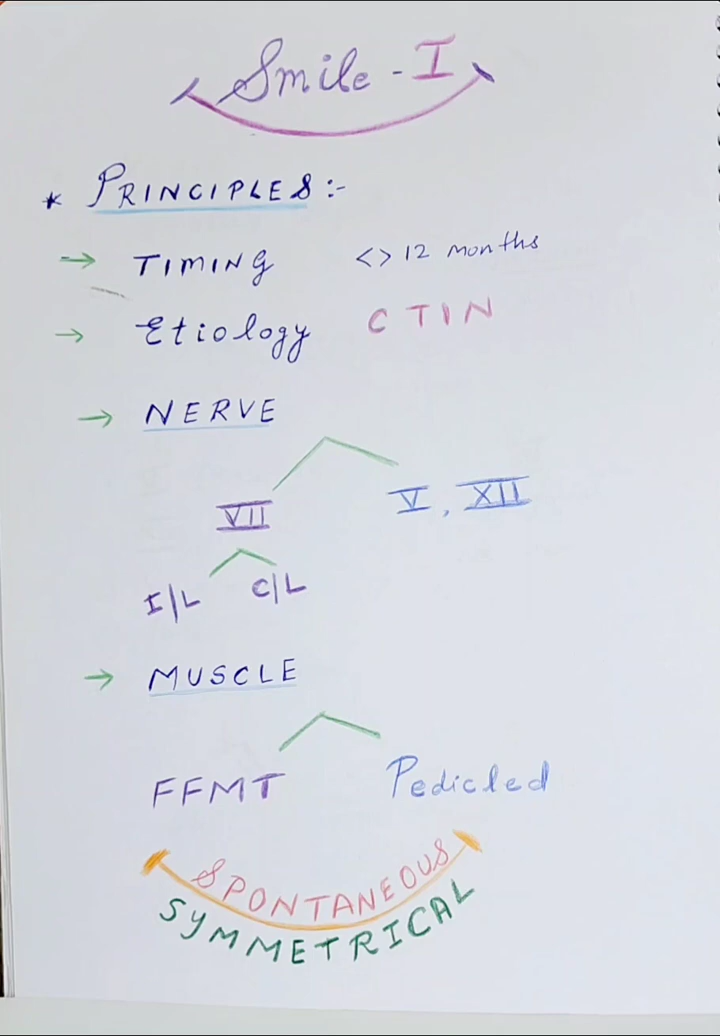 Smile - I
* PRINCIPLES :-
→ TIMING <> 12 months
→ Etiology CTIN
→ NERVE
VII V, XII
I/L C/L
→ MUSCLE
FFMT Pedicled
SPONTANEOUS
SYMMETRICAL